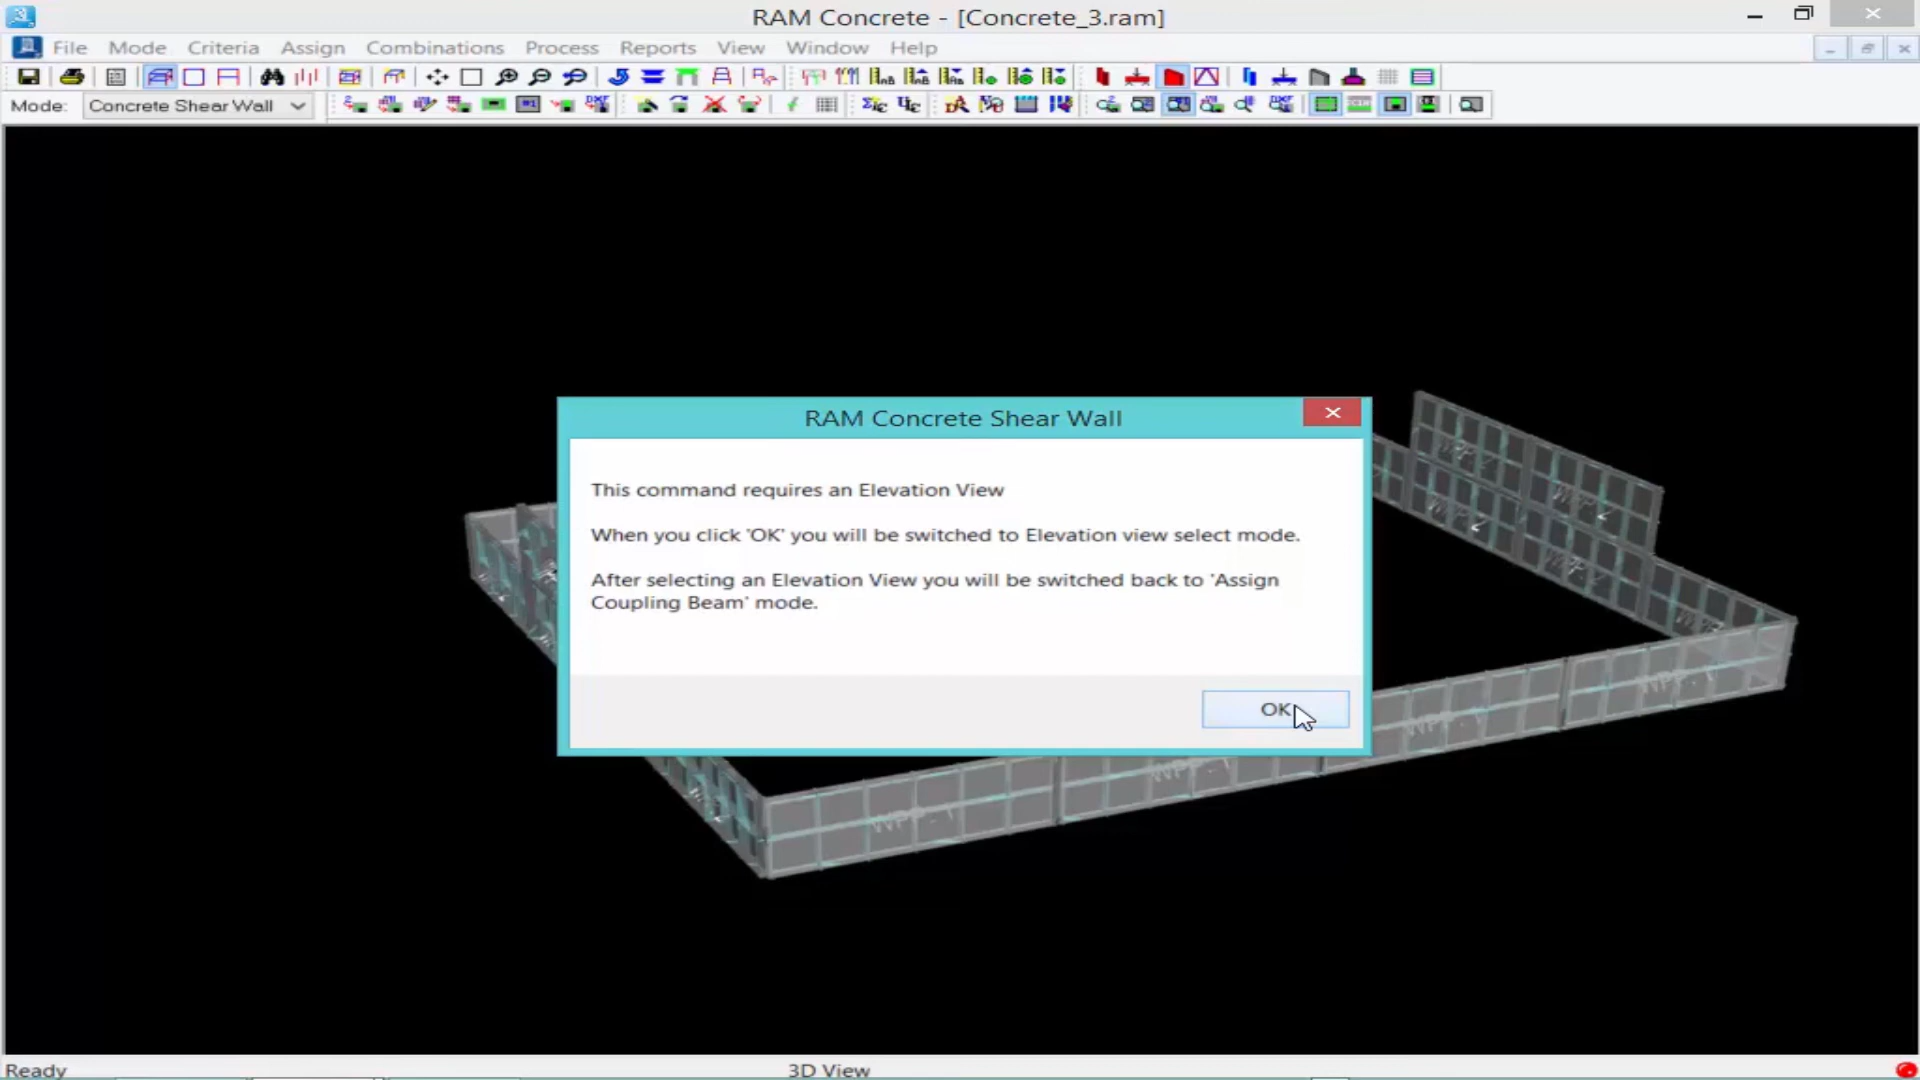 RAM Concrete - [Concrete_3.ram]
File Mode Criteria Assign Combinations Process Reports View Window Help
Mode: Concrete Shear Wall
RAM Concrete Shear Wall
This command requires an Elevation View
When you click 'OK' you will be switched to Elevation view select mode.
After selecting an Elevation View you will be switched back to 'Assign
Coupling Beam' mode.
OK
Ready 3D View